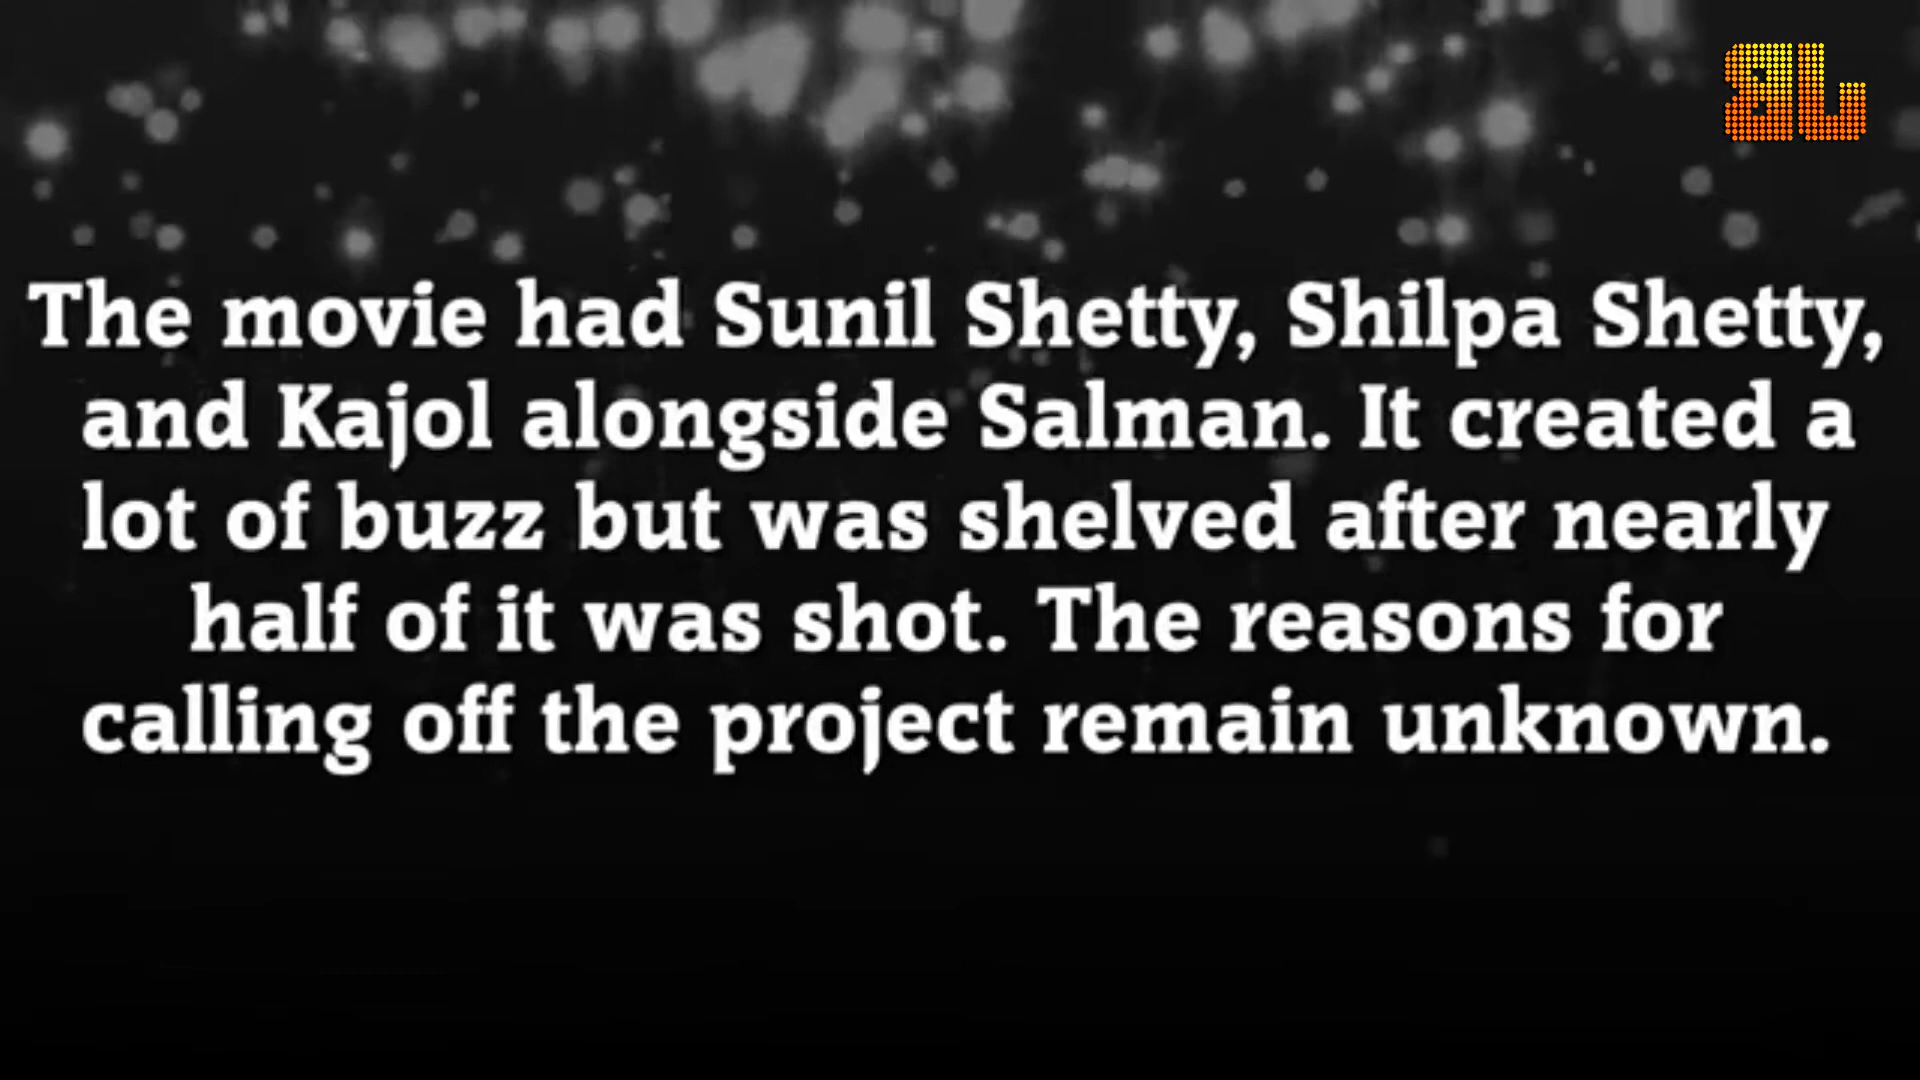 BL
The movie had Sunil Shetty, Shilpa Shetty,
and Kajol alongside Salman. It created a
lot of buzz but was shelved after nearly
half of it was shot. The reasons for
calling off the project remain unknown.